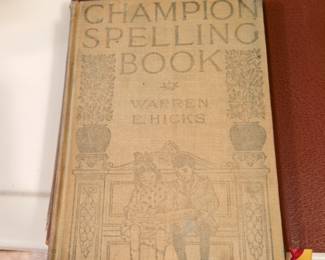 CHAMPION
SPELLING
BOOK
WARREN
E. HICKS